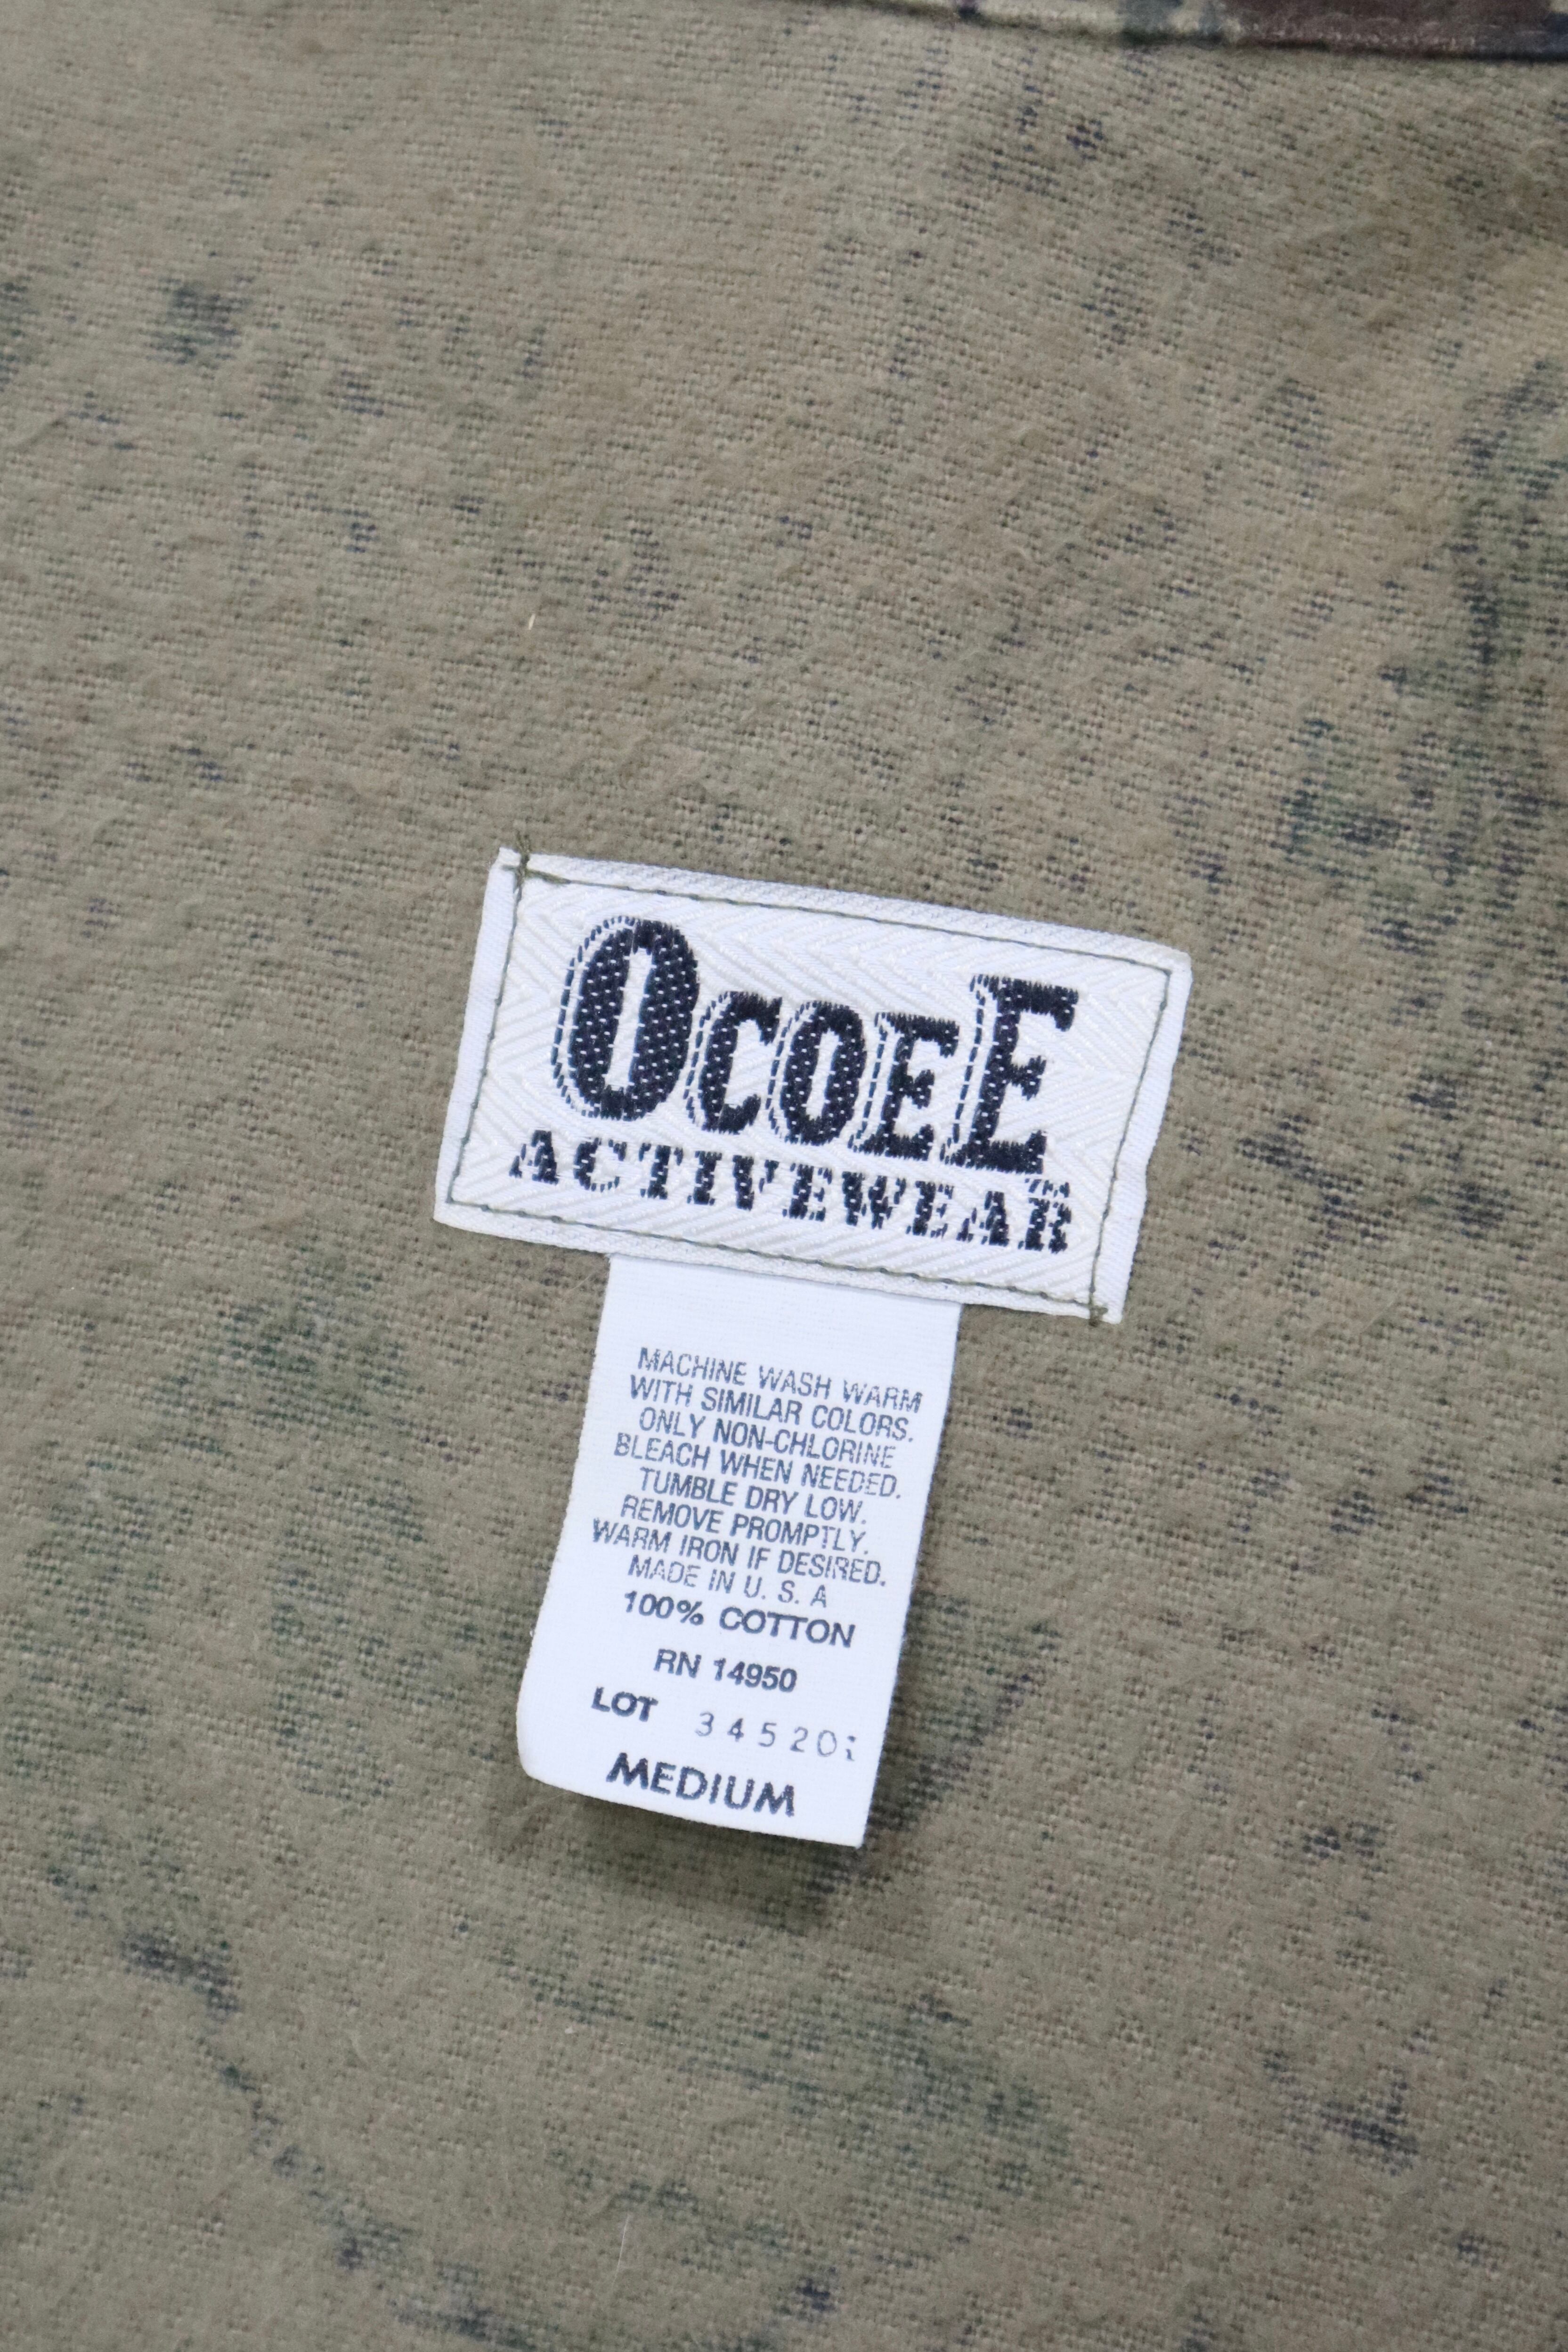 OCOEE
ACTIVEWEAR
MACHINE WASH WARM
WITH SIMILAR COLORS.
ONLY NON-CHLORINE
BLEACH WHEN NEEDED.
TUMBLE DRY LOW.
REMOVE PROMPTLY.
WARM IRON IF DESIRED.
MADE IN U. S. A
100% COTTON
RN 14950
LOT
MEDIUM